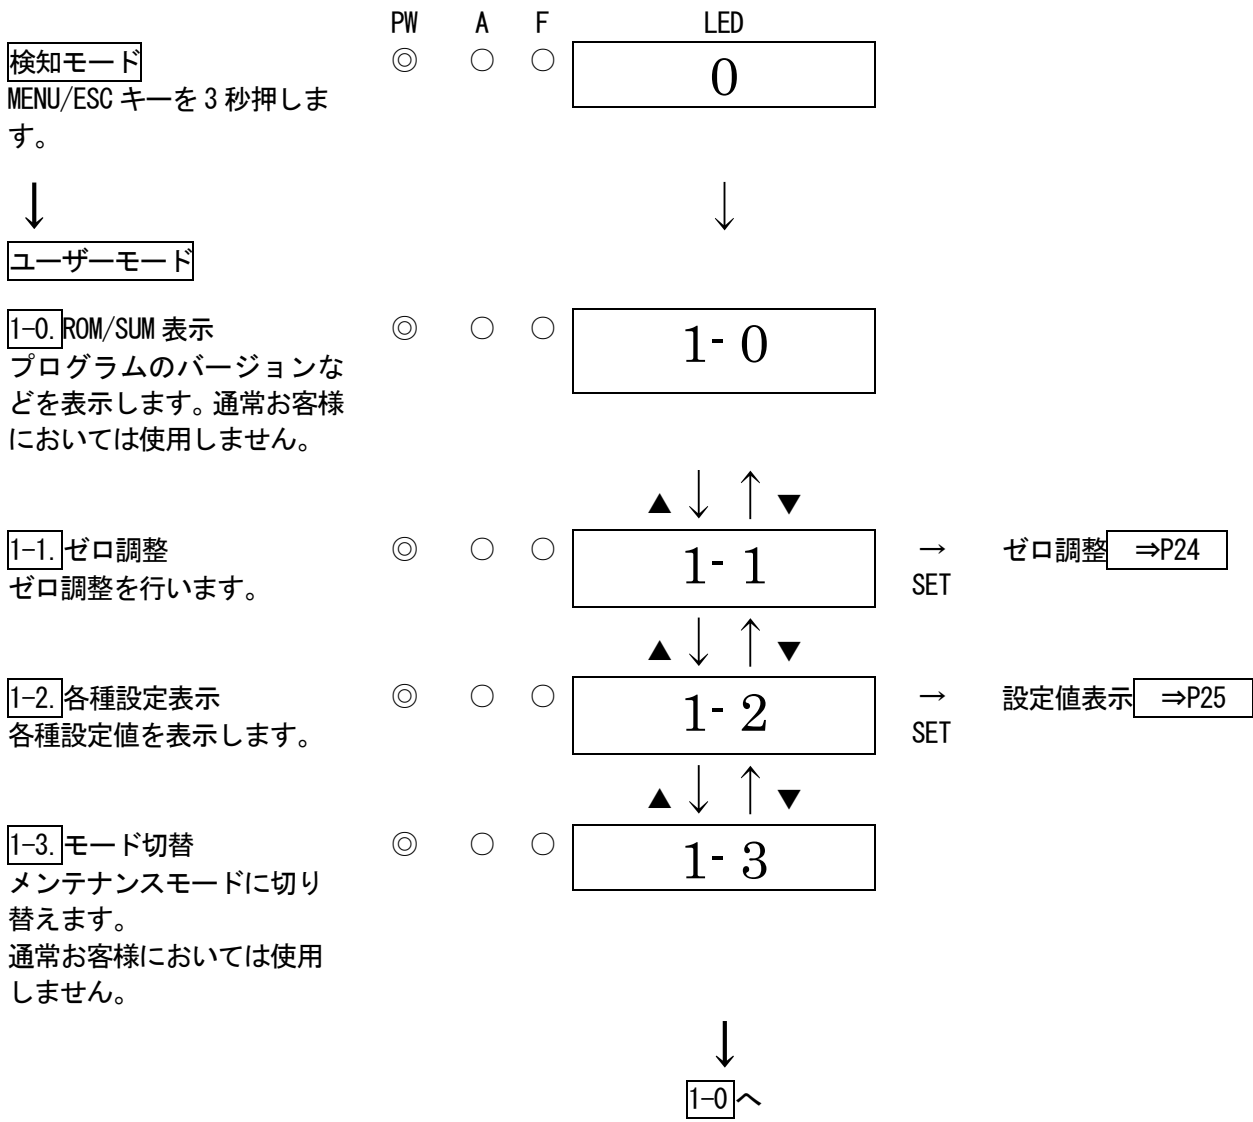 PW A F LED
検知モード ◎ ○ ○ 0
MENU/ESC キーを 3 秒押しま
す。
↓ ↓
ユーザーモード
1-0. ROM/SUM 表示 ◎ ○ ○ 1- 0
プログラムのバージョンな
どを表示します。通常お客様
においては使用しません。
▲ ↓ ↑ ▼
1-1. ゼロ調整 ◎ ○ ○ 1- 1 → ゼロ調整 ⇒P24
ゼロ調整を行います。 SET
▲ ↓ ↑ ▼
1-2. 各種設定表示 ◎ ○ ○ 1- 2 → 設定値表示 ⇒P25
各種設定値を表示します。 SET
▲ ↓ ↑ ▼
1-3. モード切替 ◎ ○ ○ 1- 3
メンテナンスモードに切り
替えます。
通常お客様においては使用
しません。
↓
1-0 へ